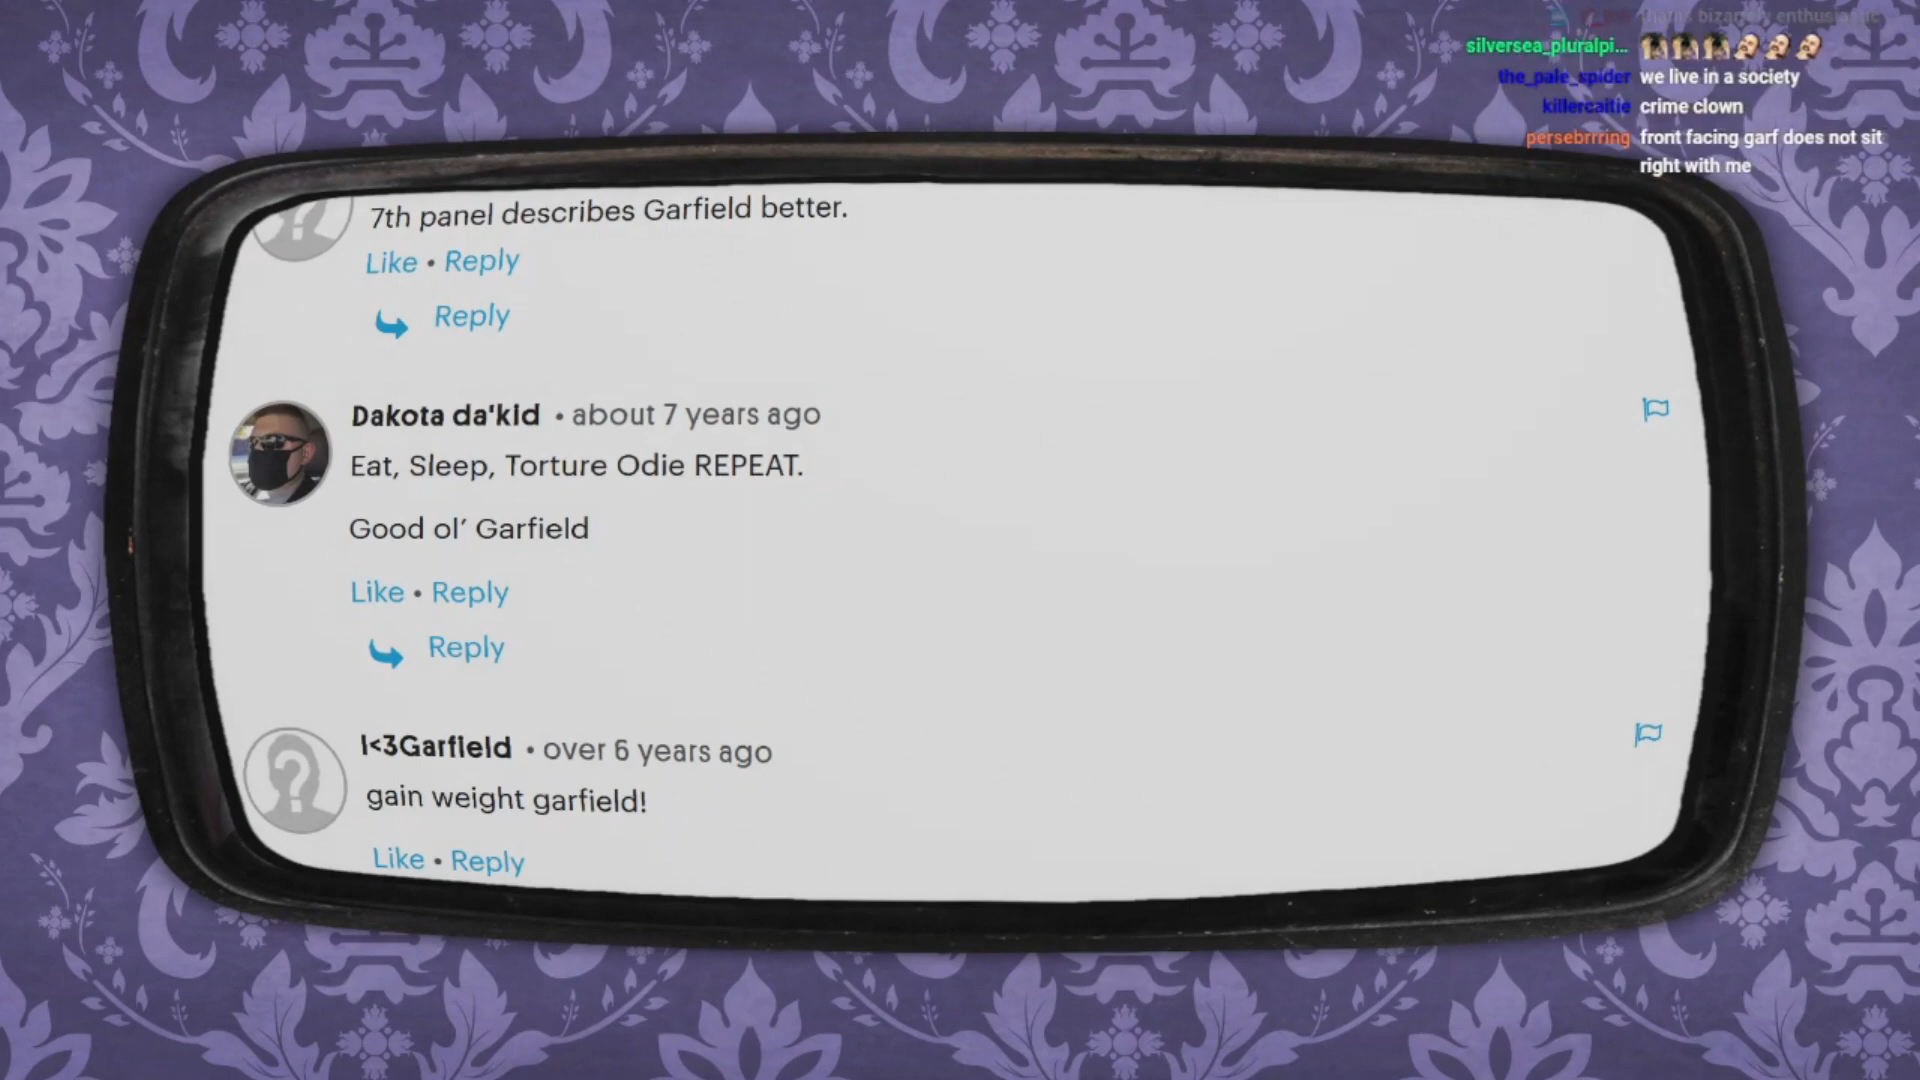 bizarrely enthusiastic
silversea_pluralpi...
the_pale_spider we live in a society
killercaitie crime clown
persebrrring front facing garf does not sit
right with me
7th panel describes Garfield better.
Like • Reply
Reply
Dakota da'kid • about 7 years ago
Eat, Sleep, Torture Odie REPEAT.
Good ol’ Garfield
Like • Reply
Reply
I<3Garfield • over 6 years ago
gain weight garfield!
Like • Reply